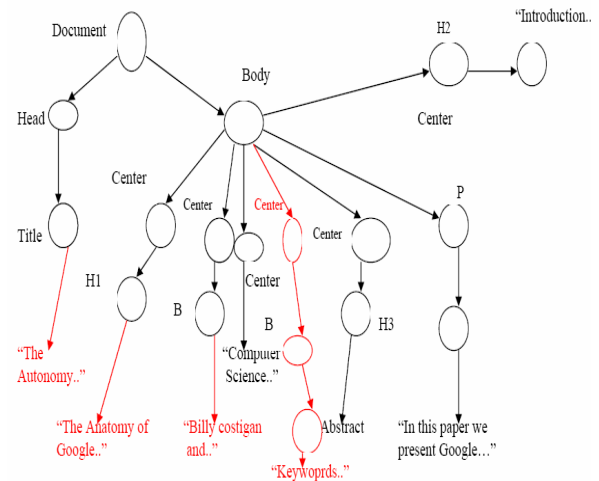 "Introduction..
Document
H2
Body
Head
Center
Center
P
Center
Center
Center
Title
H1
Center
B
B
H3
"The
Autonomy.."
"Computer
Science.."
"The Anatomy of
Google.."
"Billy costigan
and.."
Abstract
"In this paper we
present Google…"
"Keywoprds.."